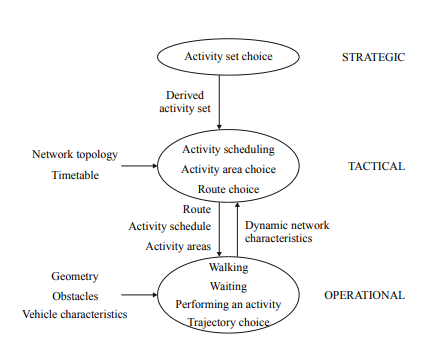 Activity set choice
STRATEGIC
Derived
activity set
Network topology
Timetable
Activity scheduling
Activity area choice
Route choice
TACTICAL
Route
Activity schedule
Activity areas
Dynamic network
characteristics
Geometry
Obstacles
Vehicle characteristics
Walking
Waiting
Performing an activity
Trajectory choice
OPERATIONAL